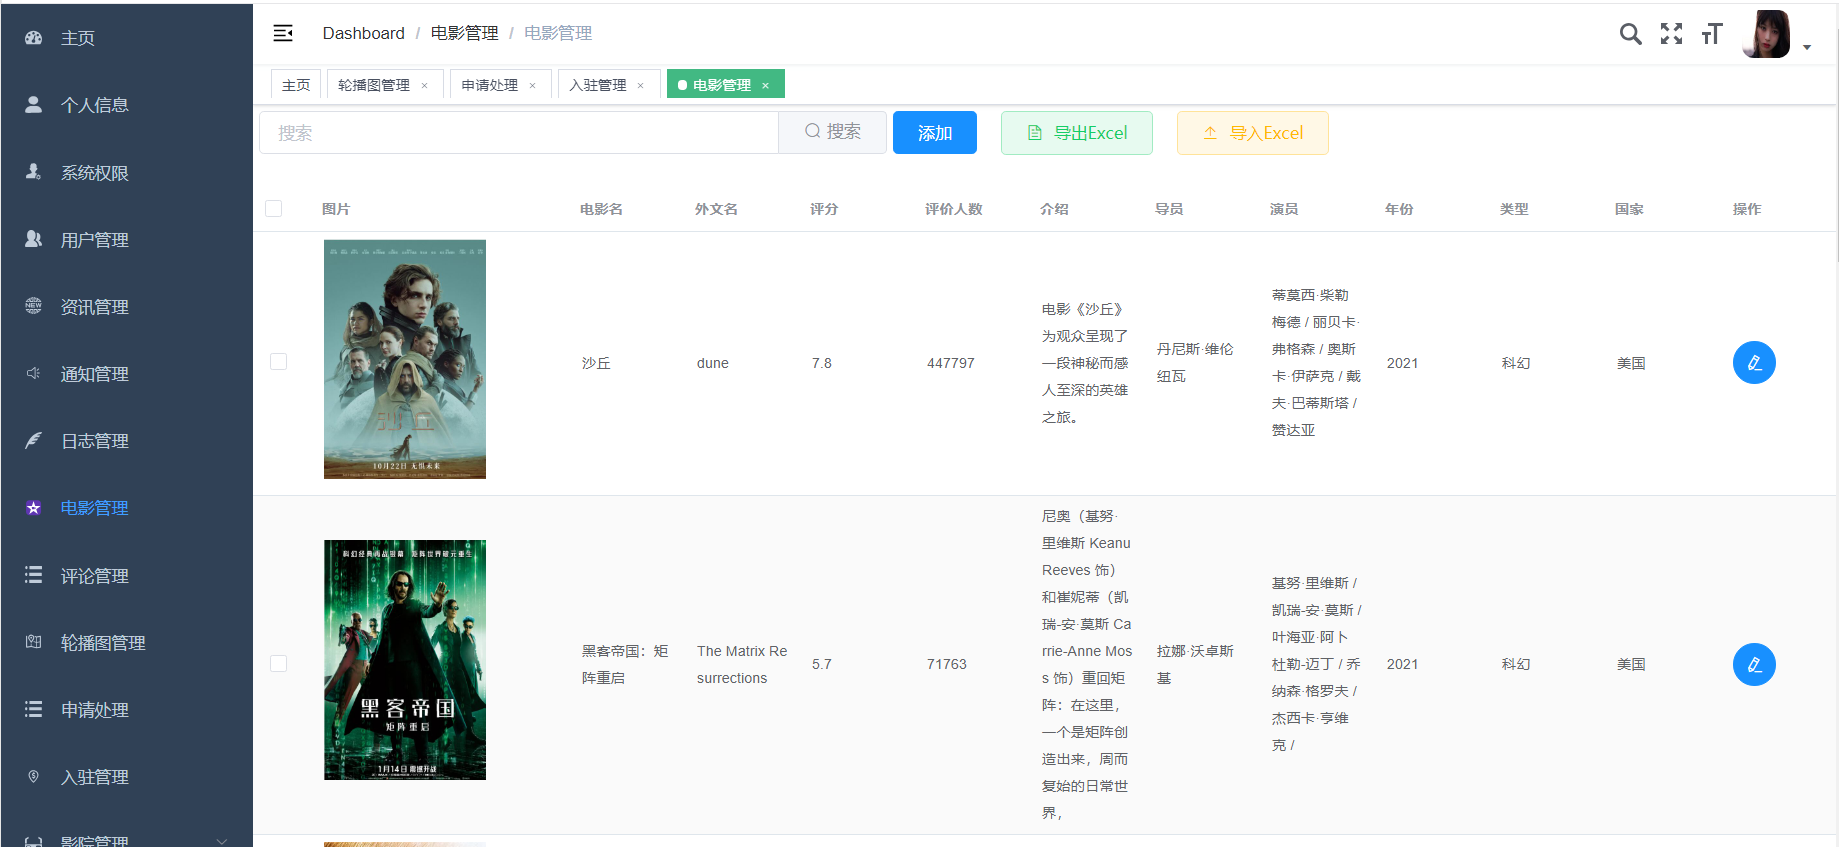 主页
个人信息
系统权限
用户管理
资讯管理
通知管理
日志管理
电影管理
评论管理
轮播图管理
申请处理
入驻管理
影院管理
Dashboard / 电影管理 / 电影管理
主页 轮播图管理 × 申请处理 × 入驻管理 × 电影管理 ×
搜索 搜索 添加 导出Excel 导入Excel
图片 电影名 外文名 评分 评价人数 介绍 导员 演员 年份 类型 国家 操作
10月22日 无惧未来
沙丘
dune
7.8
447797
电影《沙丘》
为观众呈现了
一段神秘而感
人至深的英雄
之旅。
丹尼斯·维伦
纽瓦
蒂莫西·柴勒
梅德 / 丽贝卡·
弗格森 / 奥斯
卡·伊萨克 / 戴
夫·巴蒂斯塔 /
赞达亚
2021
科幻
美国
黑客帝国
矩阵重启
1月14日
黑客帝国：矩
阵重启
The Matrix Re
surrections
5.7
71763
尼奥（基努·
里维斯 Keanu
Reeves 饰）
和崔妮蒂（凯
瑞-安·莫斯 Ca
rrie-Anne Mos
s 饰）重回矩
阵：在这里，
一个是矩阵创
造出来，周而
复始的日常世
界，
拉娜·沃卓斯
基
基努·里维斯 /
凯瑞-安·莫斯 /
叶海亚·阿卜
杜勒-迈丁 / 乔
纳森·格罗夫 /
杰西卡·亨维
克 /
2021
科幻
美国